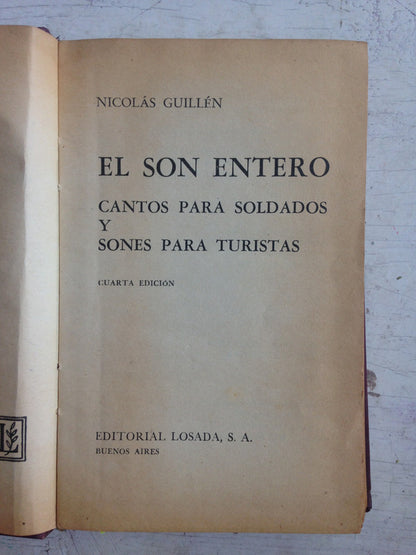 NICOLÁS GUILLÉN
EL SON ENTERO
CANTOS PARA SOLDADOS
Y
SONES PARA TURISTAS
CUARTA EDICIÓN
EDITORIAL LOSADA, S. A.
BUENOS AIRES
L